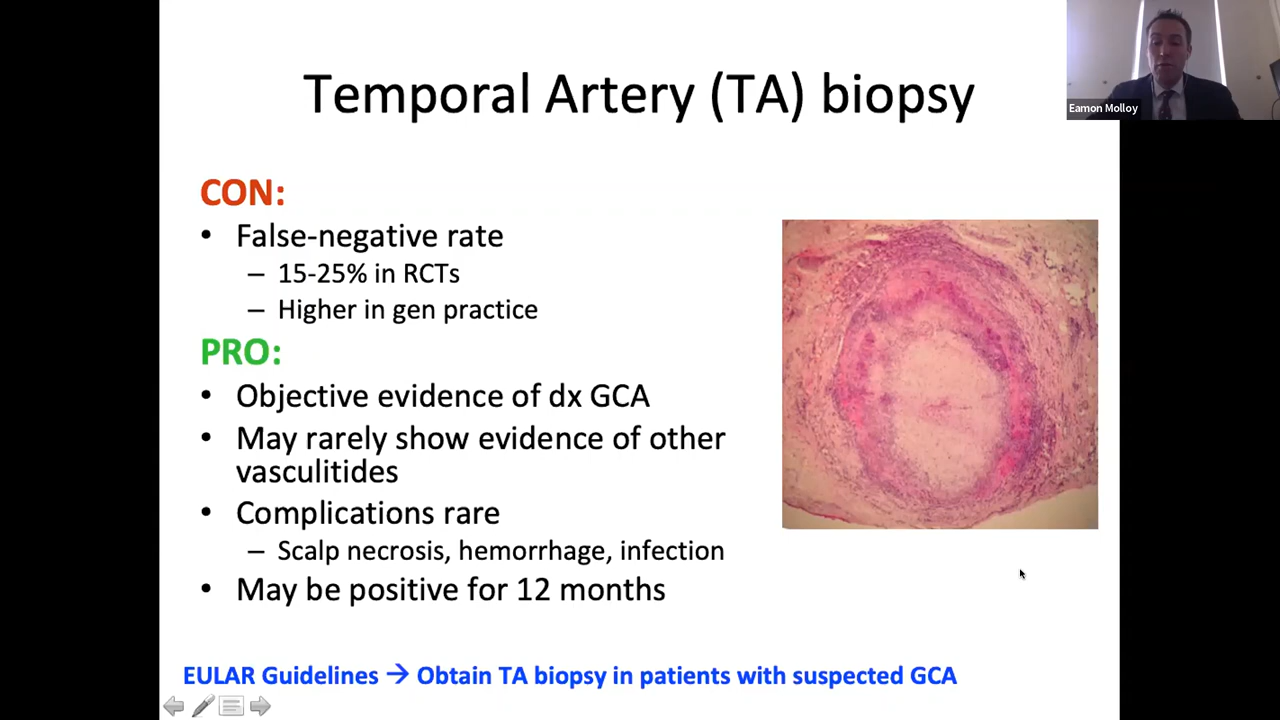 Temporal Artery (TA) biopsy
Eamon Molloy
CON:
• False-negative rate
– 15-25% in RCTs
– Higher in gen practice
PRO:
• Objective evidence of dx GCA
• May rarely show evidence of other
vasculitides
• Complications rare
– Scalp necrosis, hemorrhage, infection
• May be positive for 12 months
EULAR Guidelines → Obtain TA biopsy in patients with suspected GCA